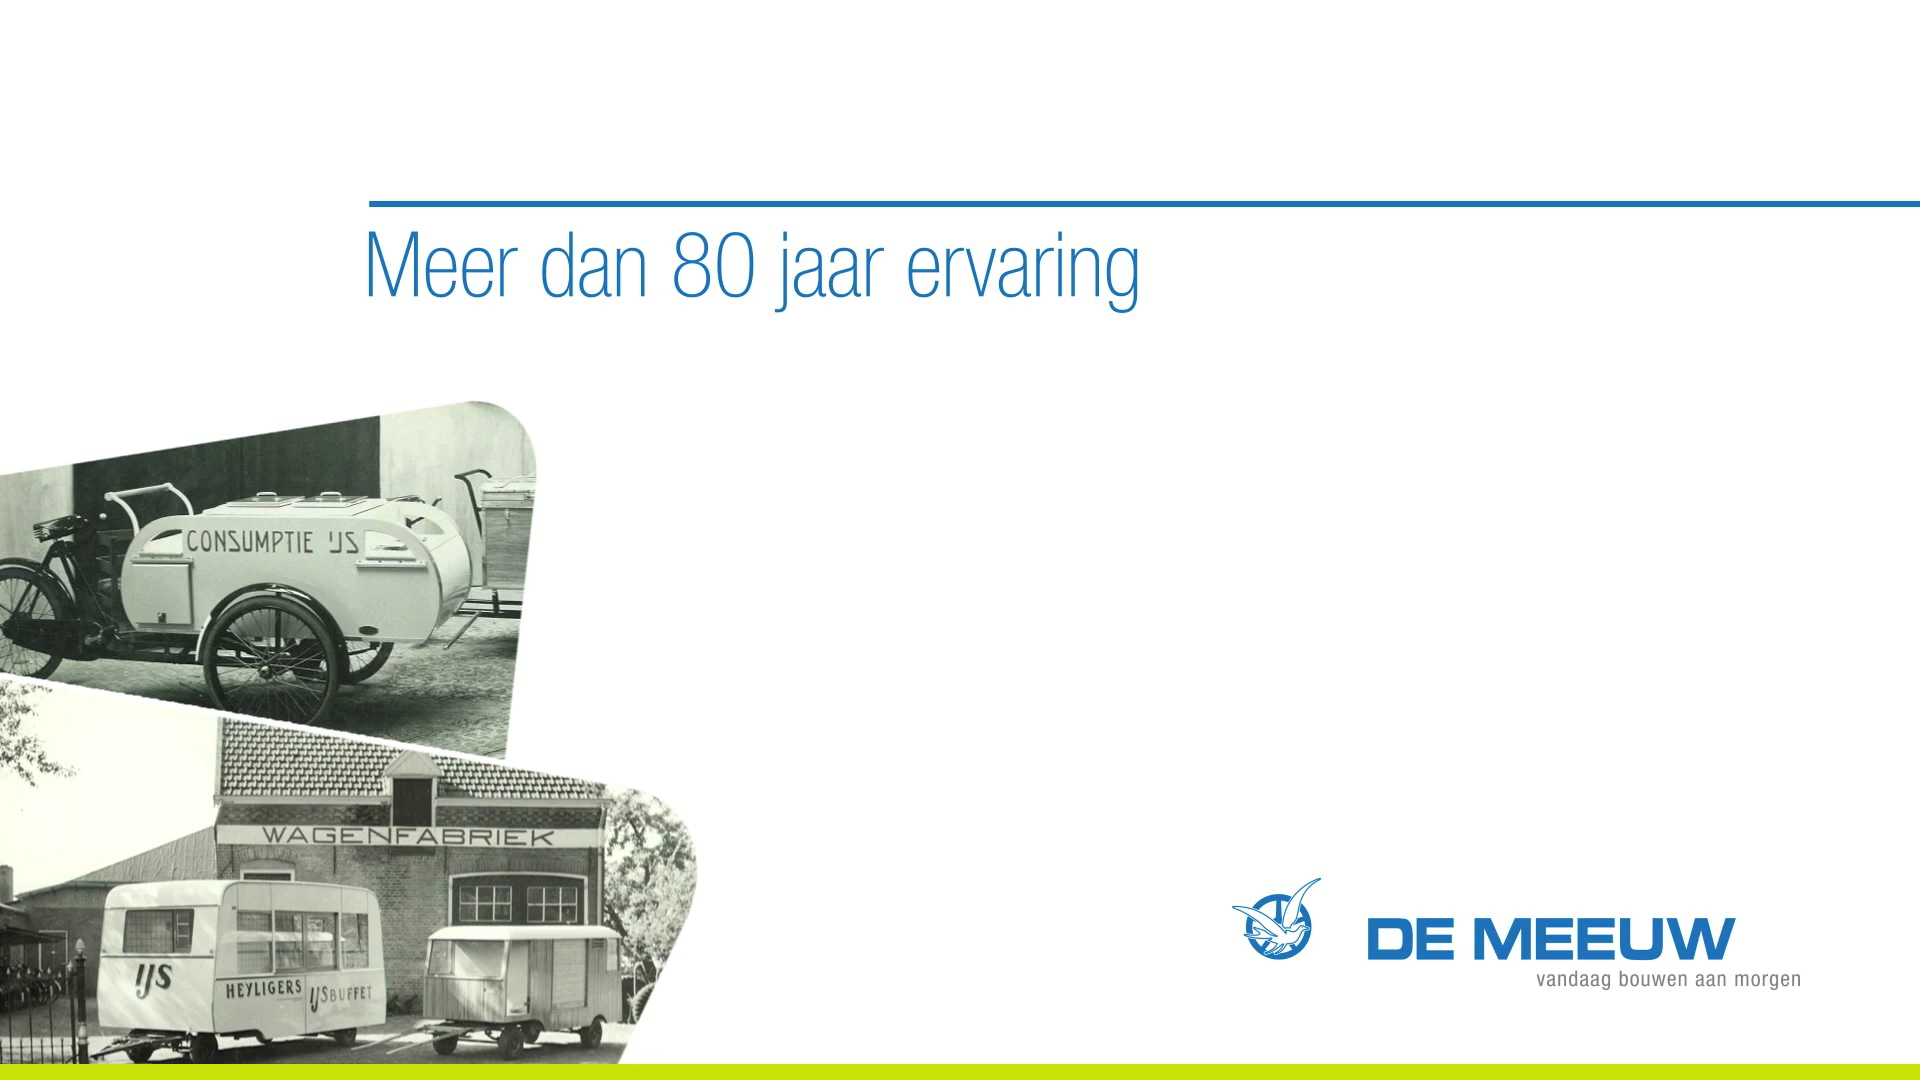 Meer dan 80 jaar ervaring
CONSUMPTIE IJS
WAGENFABRIEK
IJS
HEYLIGERS IJSBUFFET
DE MEEUW
vandaag bouwen aan morgen